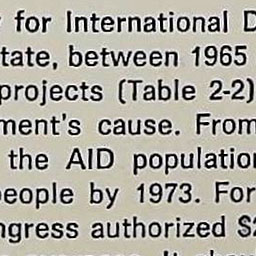 for International D
tate, between 1965
projects (Table 2-2)
ment's cause. From
the AID population
people by 1973. For
ngress authorized $2